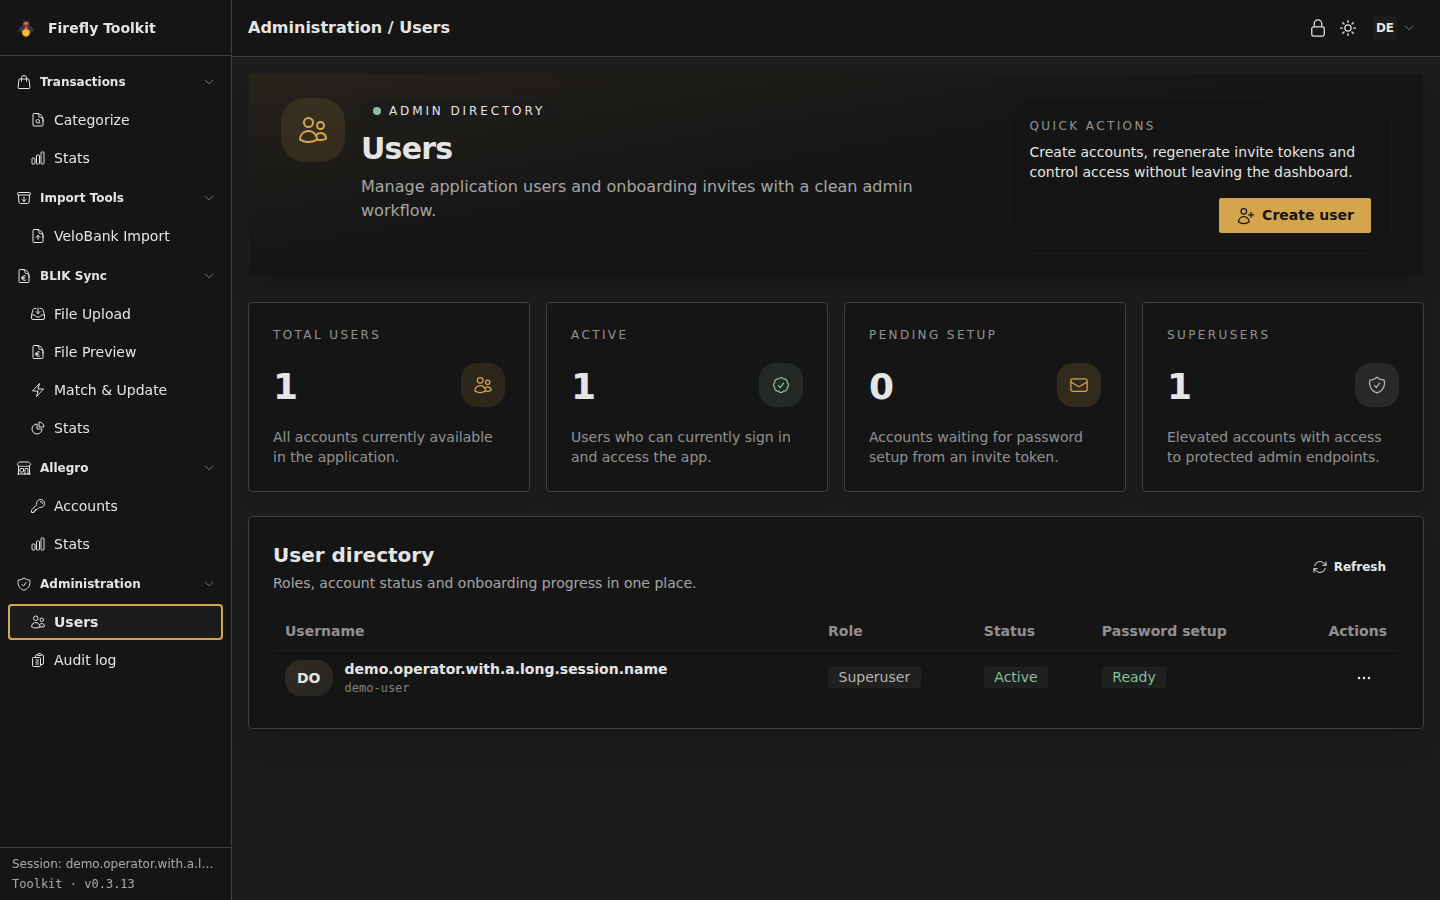 Firefly Toolkit
Transactions
Categorize
Stats
Import Tools
VeloBank Import
BLIK Sync
File Upload
File Preview
Match & Update
Stats
Allegro
Accounts
Stats
Administration
Users
Audit log
Session: demo.operator.with.a.l...
Toolkit · v0.3.13
Administration / Users
DE
ADMIN DIRECTORY
Users
Manage application users and onboarding invites with a clean admin
workflow.
QUICK ACTIONS
Create accounts, regenerate invite tokens and
control access without leaving the dashboard.
Create user
TOTAL USERS
1
All accounts currently available
in the application.
ACTIVE
1
Users who can currently sign in
and access the app.
PENDING SETUP
0
Accounts waiting for password
setup from an invite token.
SUPERUSERS
1
Elevated accounts with access
to protected admin endpoints.
User directory
Roles, account status and onboarding progress in one place.
Refresh
Username Role Status Password setup Actions
DO demo.operator.with.a.long.session.name Superuser Active Ready
demo-user